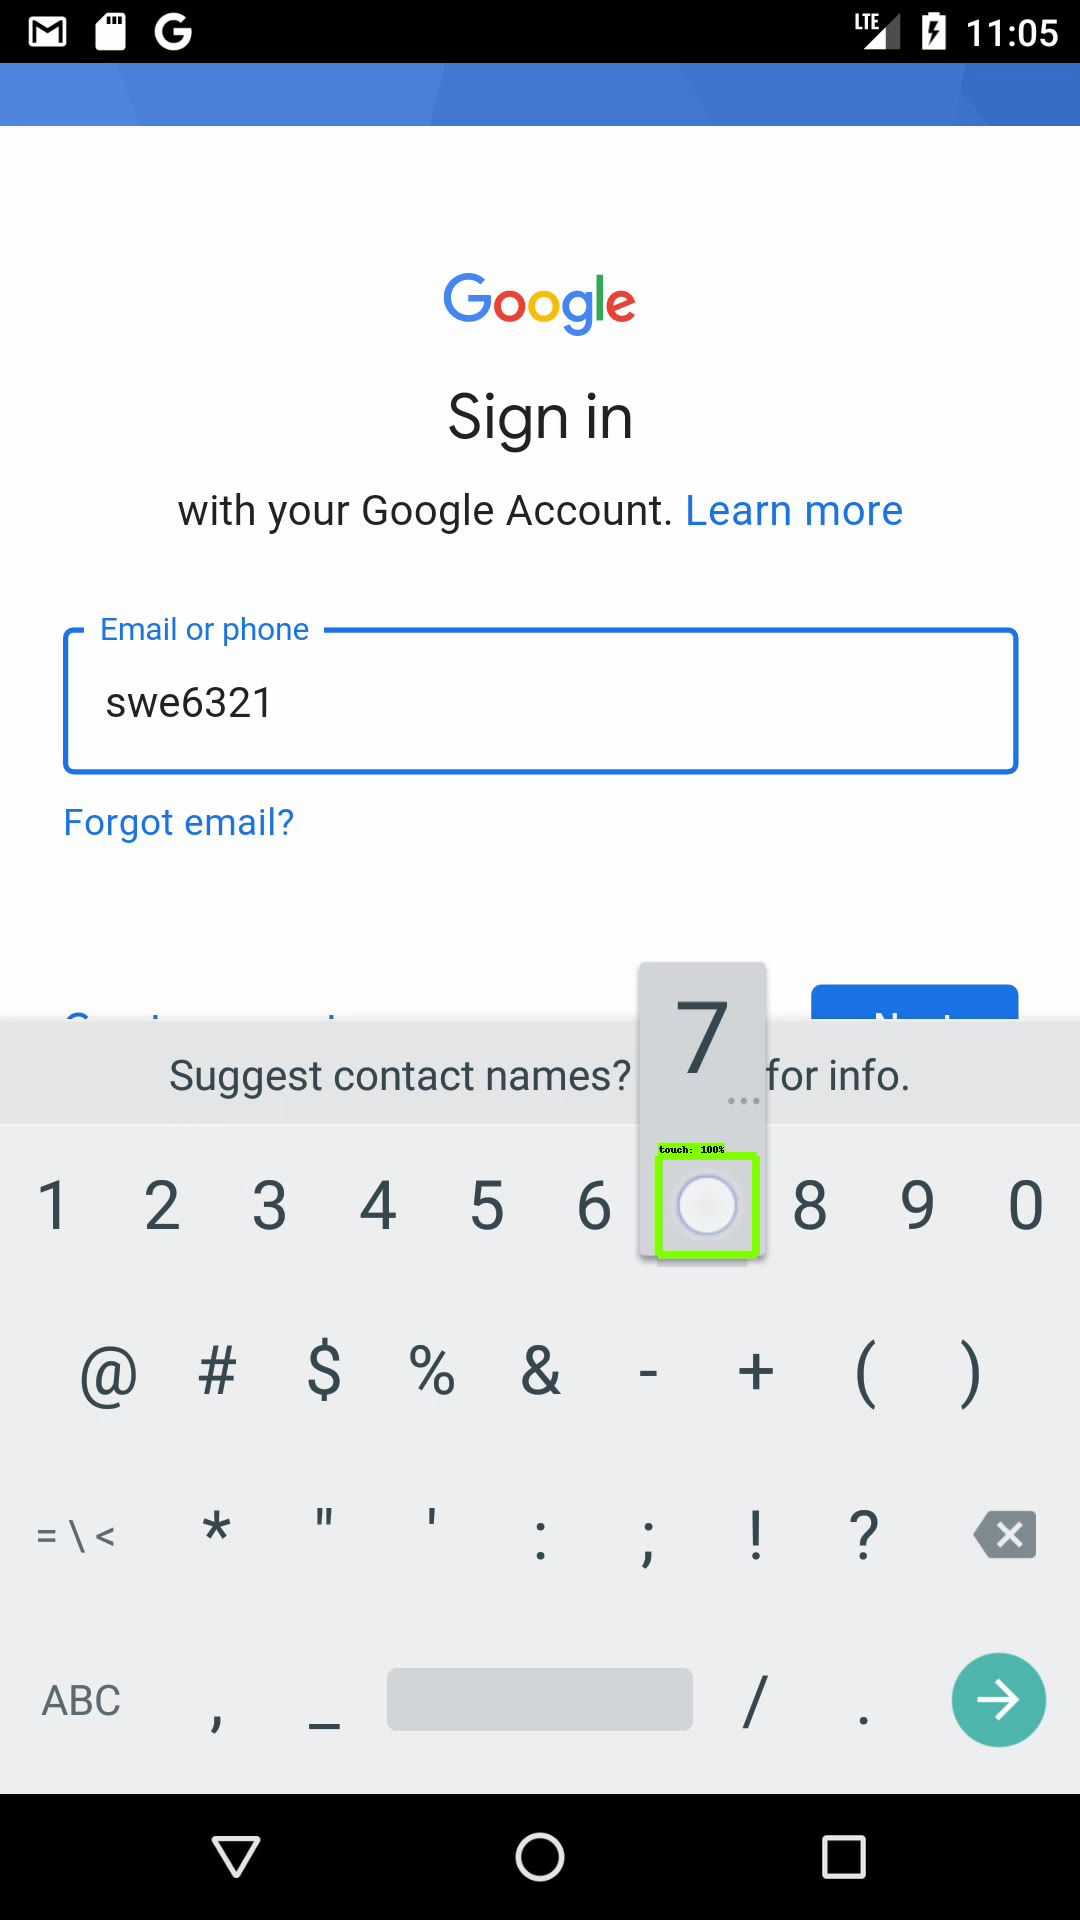 LTE 11:05
Google
Sign in
with your Google Account. Learn more
Email or phone
swe6321
Forgot email?
7
Suggest contact names? for info.
touch: 100%
1 2 3 4 5 6 8 9 0
@ # $ % & - + ( )
= \ < * " ' : ; ! ?
ABC , _ / .